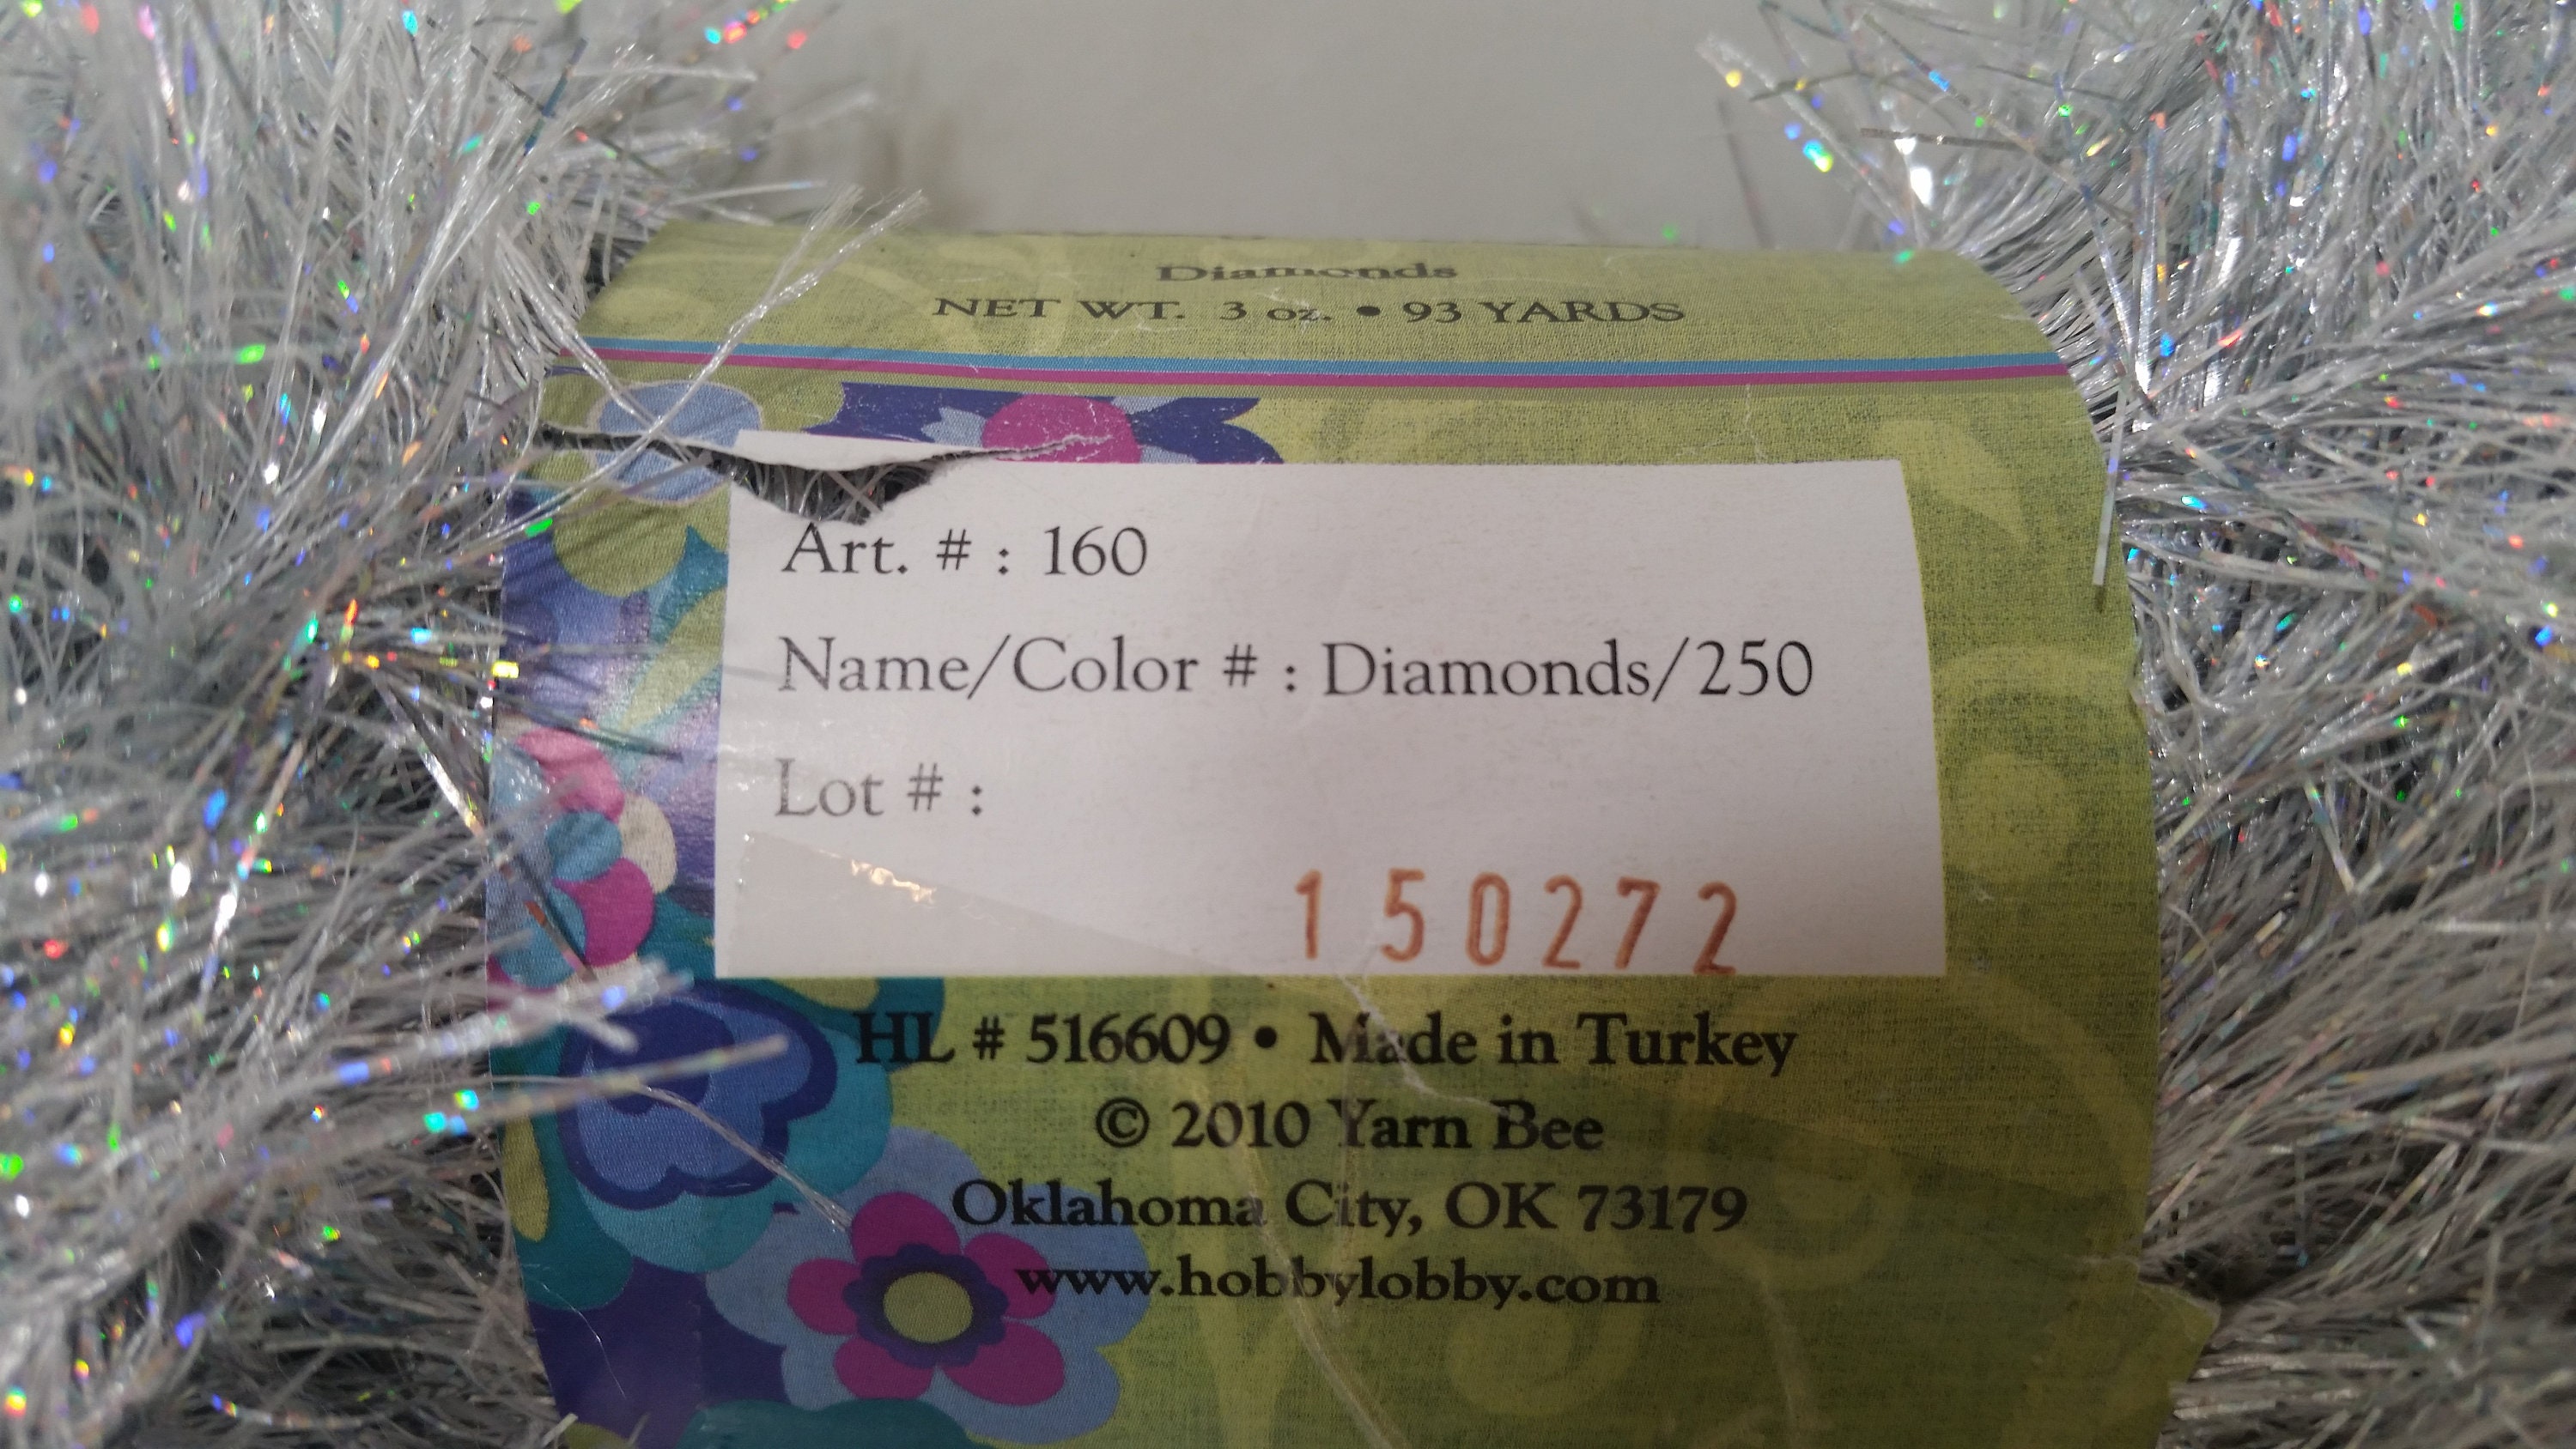 Diamonds
NET WT. 3 oz. • 93 YARDS
Art. # : 160
Name/Color # : Diamonds/250
Lot # :
150272
HL # 516609 • Made in Turkey
© 2010 Yarn Bee
Oklahoma City, OK 73179
www.hobbylobby.com